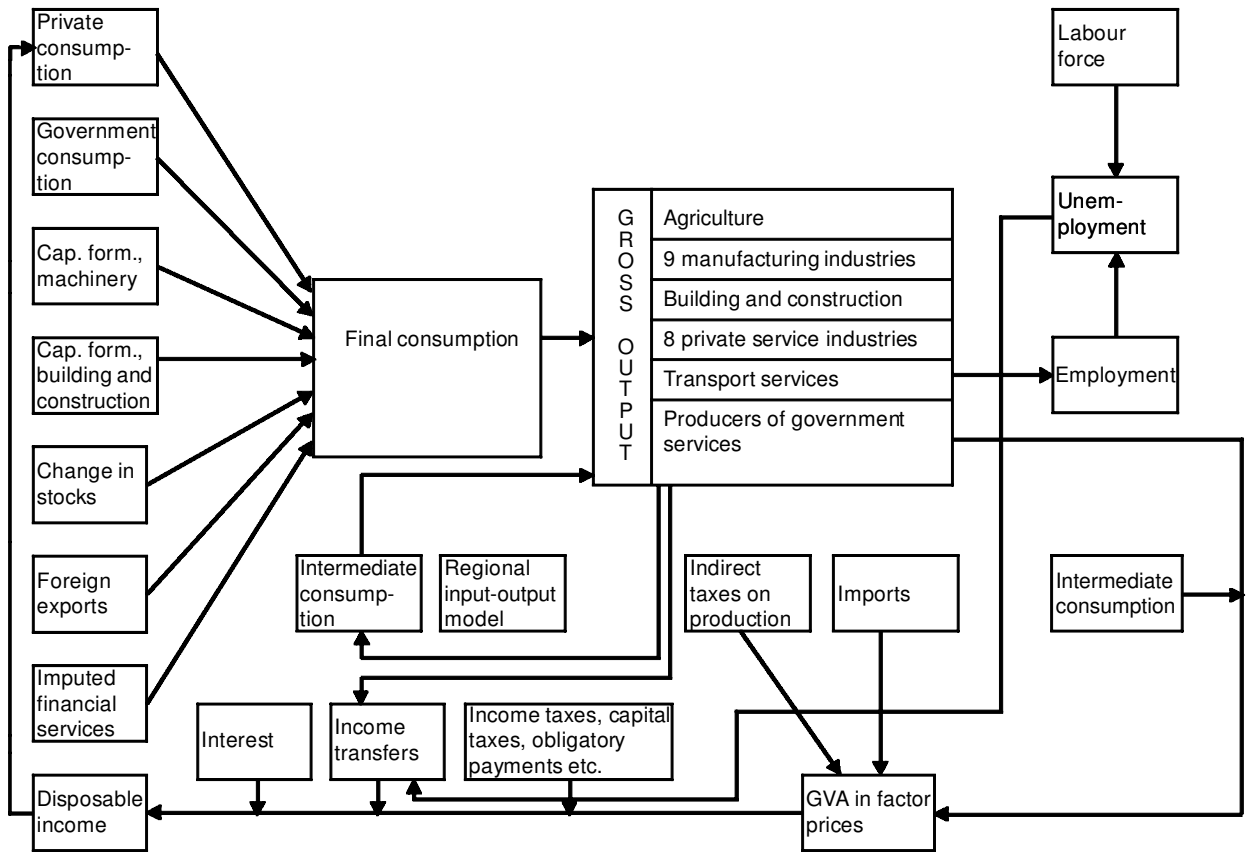 Private
consump-
tion
Government
consump-
tion
Cap. form.,
machinery
Cap. form.,
building and
construction
Change in
stocks
Foreign
exports
Imputed
financial
services
Disposable
income
Final consumption
GROSS OUTPUT
Agriculture
9 manufacturing industries
Building and construction
8 private service industries
Transport services
Producers of government
services
Labour
force
Unem-
ployment
Employment
Intermediate
consump-
tion
Regional
input-output
model
Indirect
taxes on
production
Imports
Intermediate
consumption
Interest
Income
transfers
Income taxes, capital
taxes, obligatory
payments etc.
GVA in factor
prices